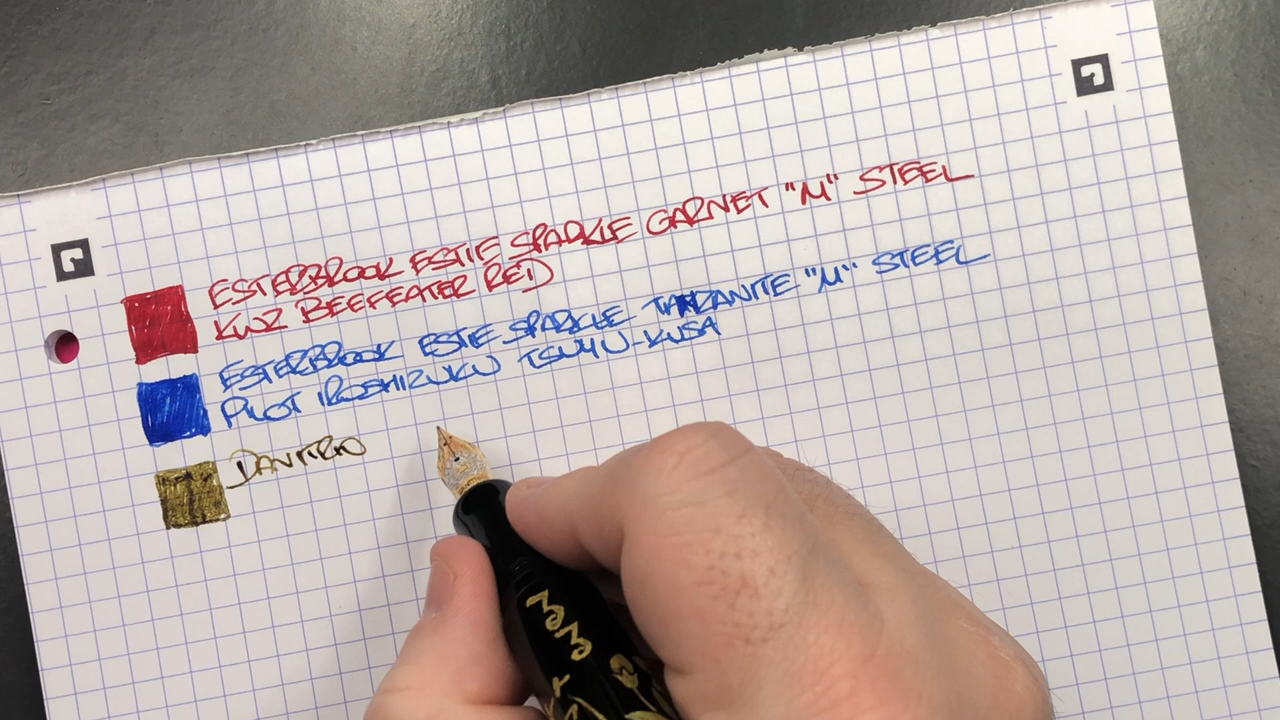 ESTERBROOK ESTIE SPARKLE GARNET "M" STEEL
KWZ BEEFEATER RED
ESTERBROOK ESTIE SPARKLE TANZANITE "M" STEEL
PILOT IROSHIZUKU TSUYU-KUSA
DANITRIO